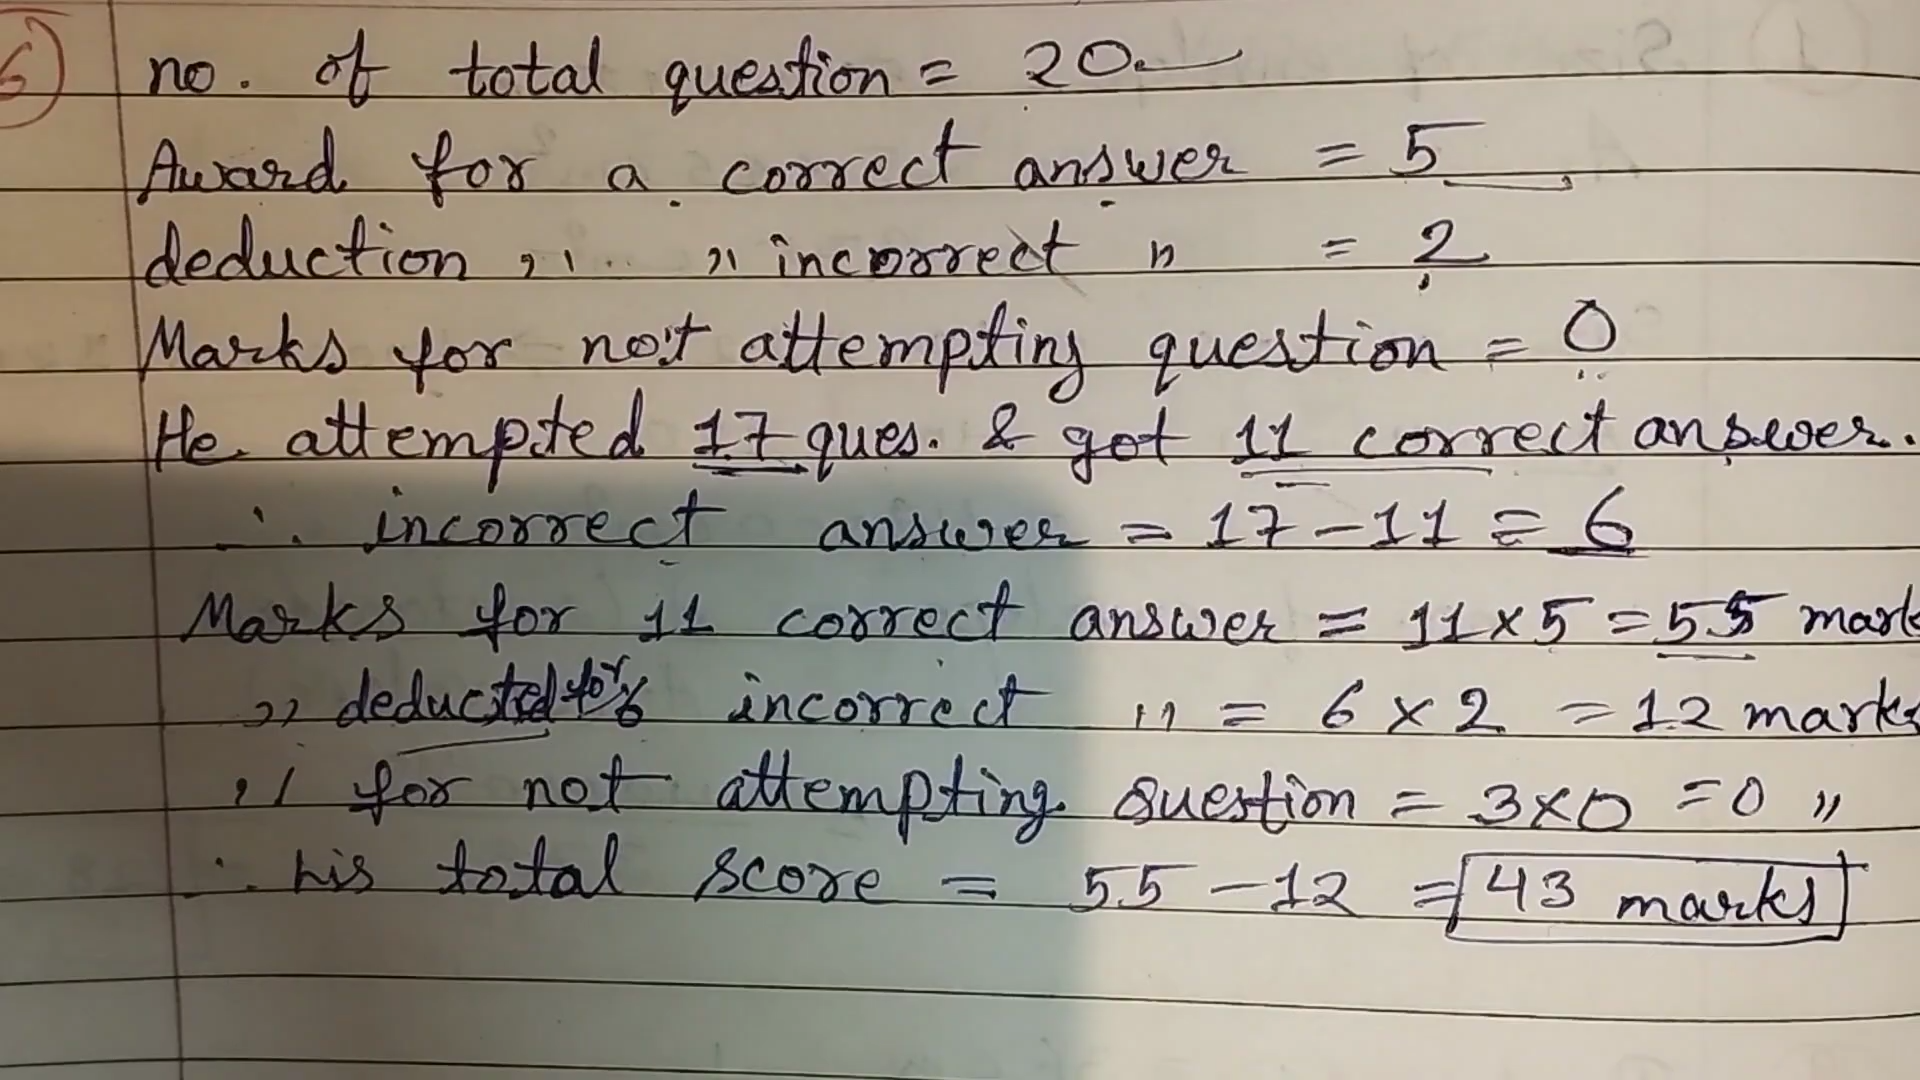 6
no. of total question = 20
Award for a correct answer = 5
deduction ,, .. ,, incorrect ,, = 2
Marks for not attempting question = 0
He attempted 17 ques. & got 11 correct answer.
∴ incorrect answer = 17 - 11 = 6
Marks for 11 correct answer = 11 x 5 = 55 mark
,, deducted for 6 incorrect ,, = 6 x 2 = 12 marks
,, for not attempting question = 3 x 0 = 0 ,,
∴ his total score = 55 - 12 = 43 marks